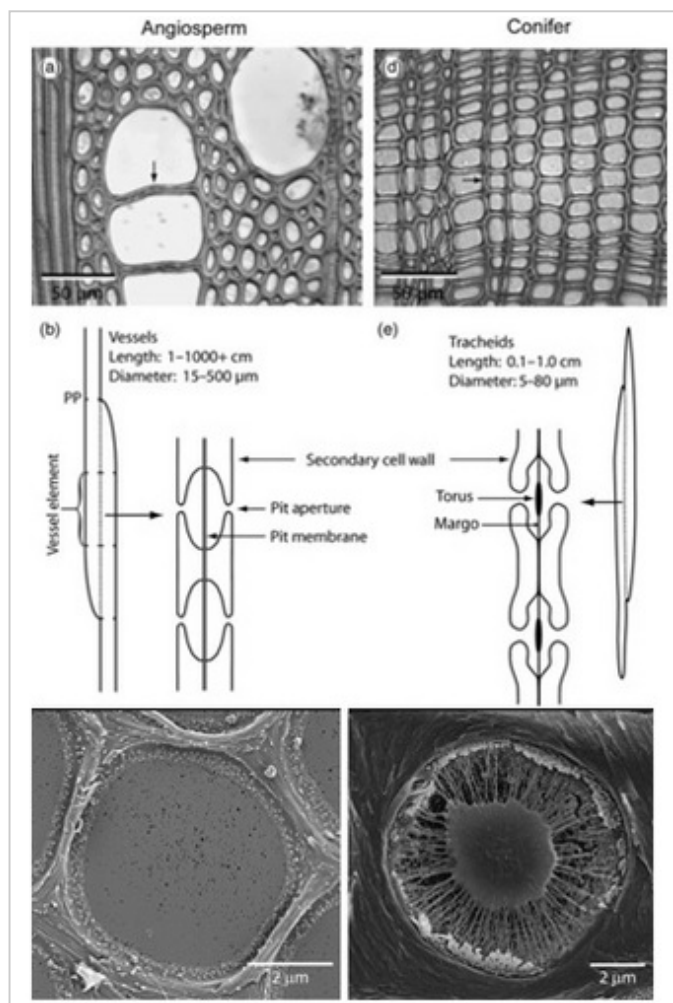 Angiosperm
Conifer
(a)
(d)
50 μm
50 μm
(b)
Vessels
Length: 1–1000+ cm
Diameter: 15–500 μm
(e)
Tracheids
Length: 0.1–1.0 cm
Diameter: 5–80 μm
PP
Vessel element
Secondary cell wall
Pit aperture
Pit membrane
Torus
Margo
2 μm
2 μm